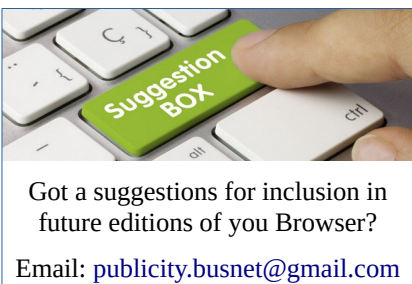 Ç
Suggestion
BOX
ctrl
alt
Got a suggestions for inclusion in
future editions of you Browser?
Email: publicity.busnet@gmail.com